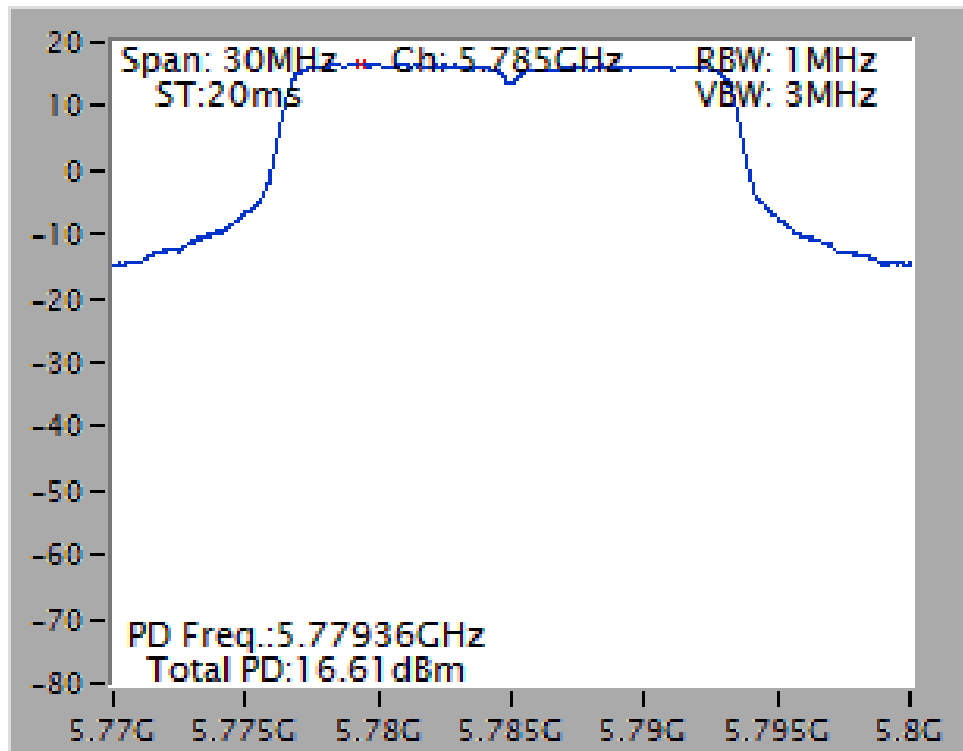 20
10
0
-10
-20
-30
-40
-50
-60
-70
-80
Span: 30MHz
Ch: 5.785GHz
RBW: 1MHz
ST:20ms
VBW: 3MHz
PD Freq.:5.77936GHz
Total PD:16.61dBm
5.77G 5.775G 5.78G 5.785G 5.79G 5.795G 5.8G